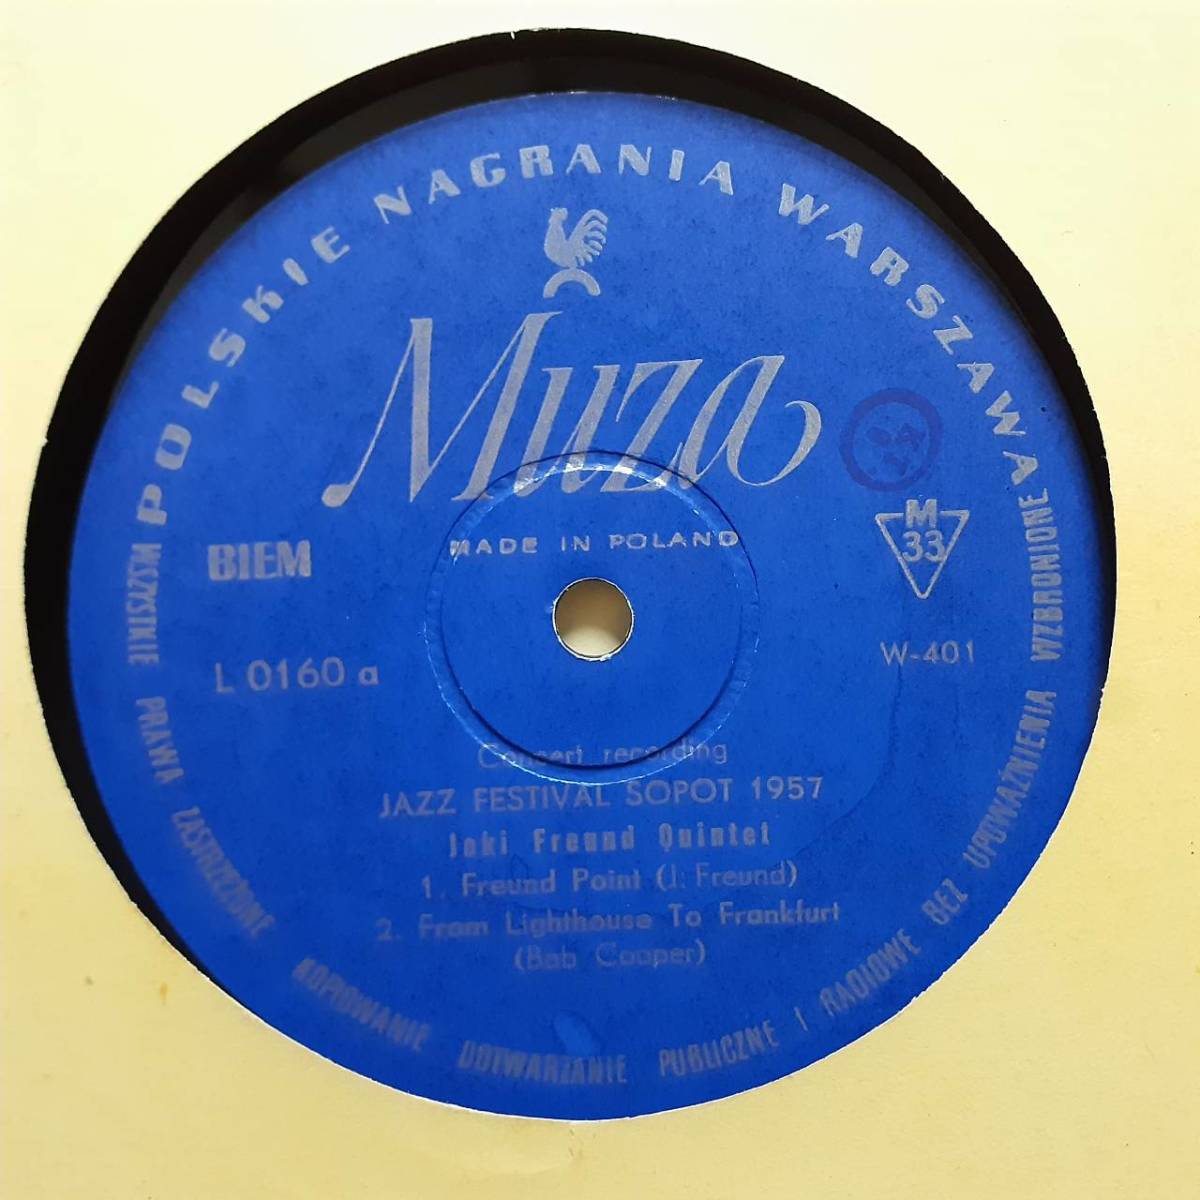 POLSKIE NAGRANIA WARSZAWA
Muza
MADE IN POLAND
BIEM
M
33
L 0160 a
W-401
Concert recording
JAZZ FESTIVAL SOPOT 1957
Joki Freund Quintet
1. Freund Point (J. Freund)
2. From Lighthouse To Frankfurt
(Bob Cooper)
WSZYSTKIE PRAWA ZASTRZEŻONE KOPIOWANIE ODTWARZANIE PUBLICZNE I RADIOWE BEZ UPOWAŻNIENIA WZBRONIONE